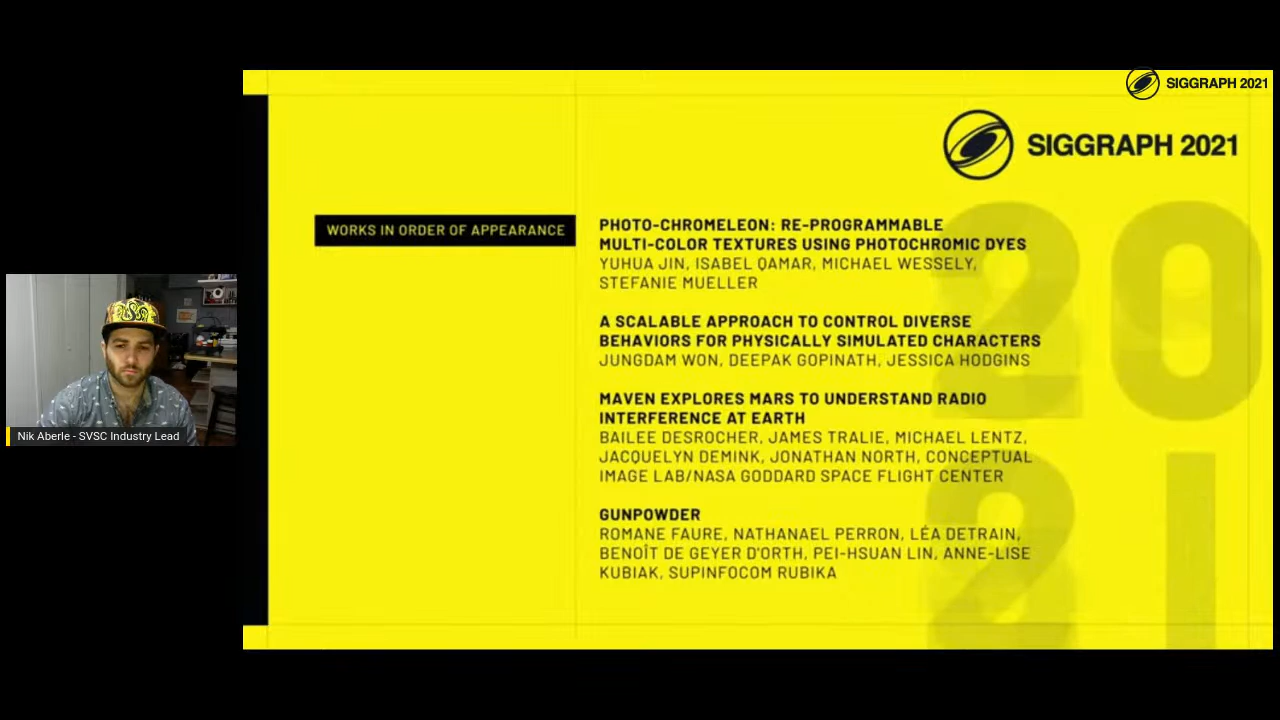 SIGGRAPH 2021
SIGGRAPH 2021
WORKS IN ORDER OF APPEARANCE
PHOTO-CHROMELEON: RE-PROGRAMMABLE
MULTI-COLOR TEXTURES USING PHOTOCHROMIC DYES
YUHUA JIN, ISABEL QAMAR, MICHAEL WESSELY,
STEFANIE MUELLER
A SCALABLE APPROACH TO CONTROL DIVERSE
BEHAVIORS FOR PHYSICALLY SIMULATED CHARACTERS
JUNGDAM WON, DEEPAK GOPINATH, JESSICA HODGINS
MAVEN EXPLORES MARS TO UNDERSTAND RADIO
INTERFERENCE AT EARTH
BAILEE DESROCHER, JAMES TRALIE, MICHAEL LENTZ,
JACQUELYN DEMINK, JONATHAN NORTH, CONCEPTUAL
IMAGE LAB/NASA GODDARD SPACE FLIGHT CENTER
GUNPOWDER
ROMANE FAURE, NATHANAEL PERRON, LÉA DETRAIN,
BENOÎT DE GEYER D'ORTH, PEI-HSUAN LIN, ANNE-LISE
KUBIAK, SUPINFOCOM RUBIKA
20
21
Nik Aberle - SVSC Industry Lead